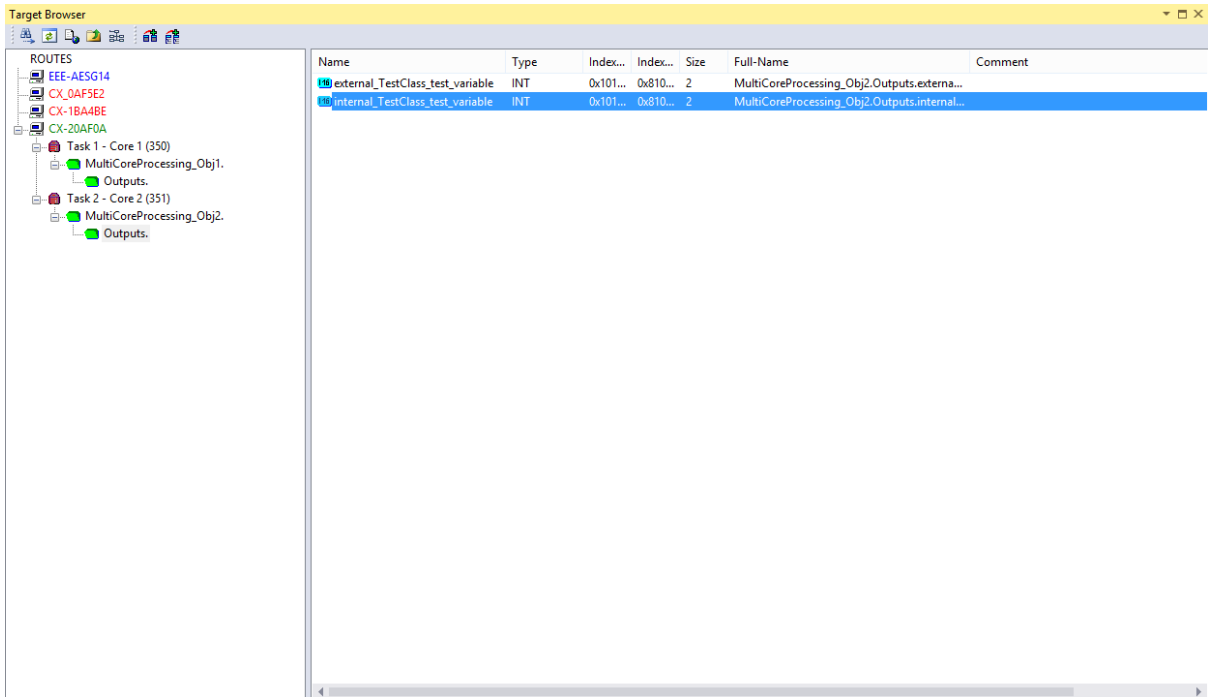 Target Browser
ROUTES
EEE-AESG14
CX_0AF5E2
CX-1BA4BE
CX-20AF0A
Task 1 - Core 1 (350)
MultiCoreProcessing_Obj1.
Outputs.
Task 2 - Core 2 (351)
MultiCoreProcessing_Obj2.
Outputs.
Name Type Index... Index... Size Full-Name Comment
external_TestClass_test_variable INT 0x101... 0x810... 2 MultiCoreProcessing_Obj2.Outputs.externa...
internal_TestClass_test_variable INT 0x101... 0x810... 2 MultiCoreProcessing_Obj2.Outputs.internal...